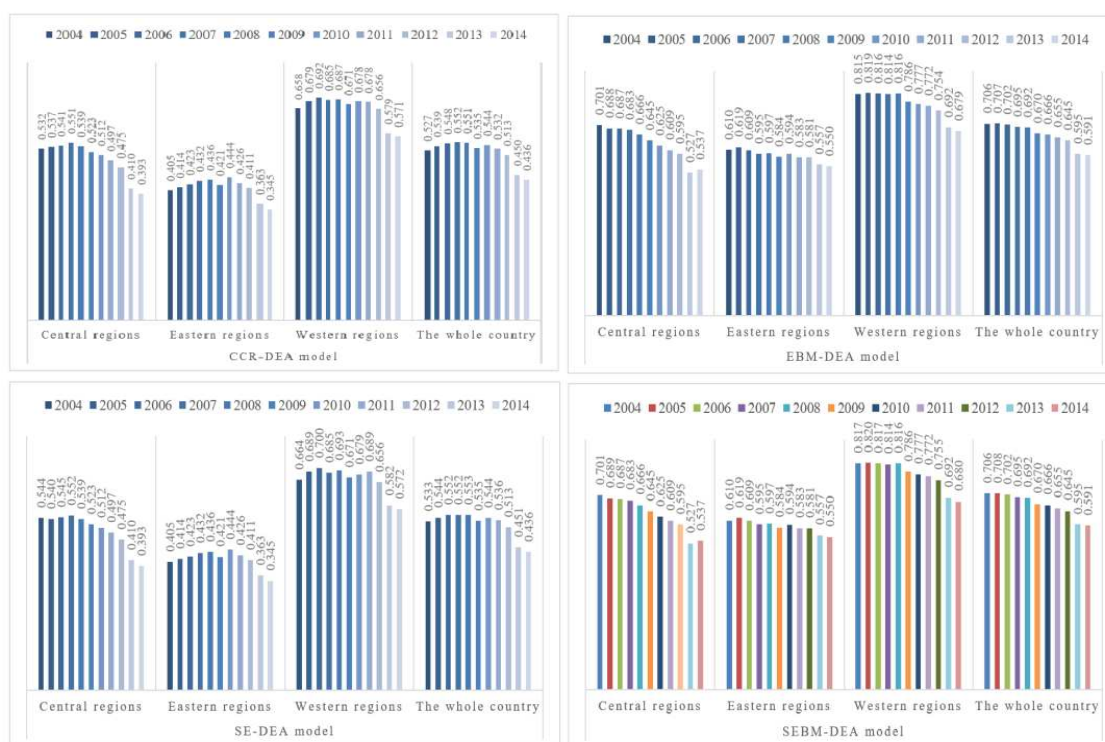 2004 2005 2006 2007 2008 2009 2010 2011 2012 2013 2014
0.532 0.537 0.541 0.551 0.539 0.523 0.512 0.497 0.475 0.410 0.393
0.405 0.414 0.423 0.432 0.436 0.421 0.444 0.426 0.411 0.363 0.345
0.658 0.679 0.692 0.685 0.687 0.671 0.678 0.678 0.656 0.579 0.571
0.527 0.539 0.548 0.552 0.551 0.535 0.544 0.532 0.513 0.450 0.436
Central regions Eastern regions Western regions The whole country
CCR-DEA model
2004 2005 2006 2007 2008 2009 2010 2011 2012 2013 2014
0.701 0.688 0.687 0.683 0.666 0.645 0.625 0.609 0.595 0.527 0.537
0.610 0.619 0.609 0.595 0.597 0.584 0.594 0.583 0.581 0.557 0.550
0.815 0.819 0.816 0.814 0.816 0.786 0.777 0.772 0.754 0.692 0.679
0.706 0.707 0.702 0.695 0.692 0.670 0.666 0.655 0.645 0.595 0.591
Central regions Eastern regions Western regions The whole country
EBM-DEA model
2004 2005 2006 2007 2008 2009 2010 2011 2012 2013 2014
0.544 0.540 0.545 0.552 0.539 0.523 0.512 0.497 0.475 0.410 0.393
0.405 0.414 0.423 0.432 0.436 0.421 0.444 0.426 0.411 0.363 0.345
0.664 0.689 0.700 0.685 0.693 0.671 0.679 0.689 0.656 0.582 0.572
0.533 0.544 0.552 0.552 0.553 0.535 0.544 0.536 0.513 0.451 0.436
Central regions Eastern regions Western regions The whole country
SE-DEA model
2004 2005 2006 2007 2008 2009 2010 2011 2012 2013 2014
0.701 0.689 0.687 0.683 0.666 0.645 0.625 0.609 0.595 0.527 0.537
0.610 0.619 0.609 0.595 0.597 0.584 0.594 0.583 0.581 0.557 0.550
0.817 0.820 0.817 0.814 0.816 0.786 0.777 0.772 0.755 0.692 0.680
0.706 0.708 0.702 0.695 0.692 0.670 0.666 0.655 0.645 0.595 0.591
Central regions Eastern regions Western regions The whole country
SEBM-DEA model